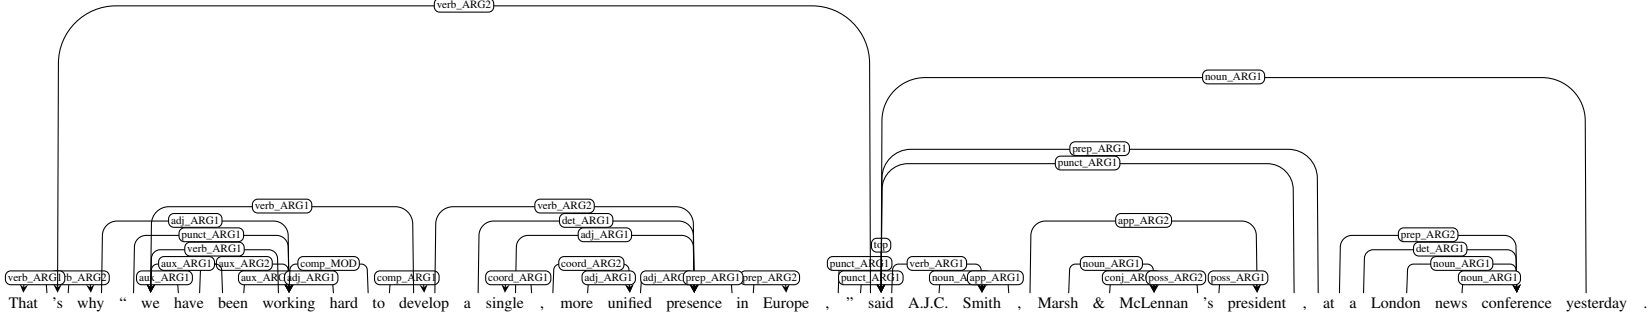 verb_ARG2
noun_ARG1
prep_ARG1
punct_ARG1
verb_ARG1 verb_ARG2
adj_ARG1 det_ARG1 app_ARG2
punct_ARG1 adj_ARG1 prep_ARG2
verb_ARG1 top det_ARG1
aux_ARG1 aux_ARG2 comp_MOD coord_ARG2 punct_ARG1 verb_ARG1 noun_ARG1 noun_ARG1
verb_ARG1 aux_ARG1 adj_ARG1 comp_ARG1 coord_ARG1 adj_ARG1 prep_ARG1 prep_ARG2 punct_ARG1 app_ARG1 poss_ARG2 poss_ARG1 noun_ARG1
That 's why “ we have been working hard to develop a single , more unified presence in Europe , ” said A.J.C. Smith , Marsh & McLennan 's president , at a London news conference yesterday .